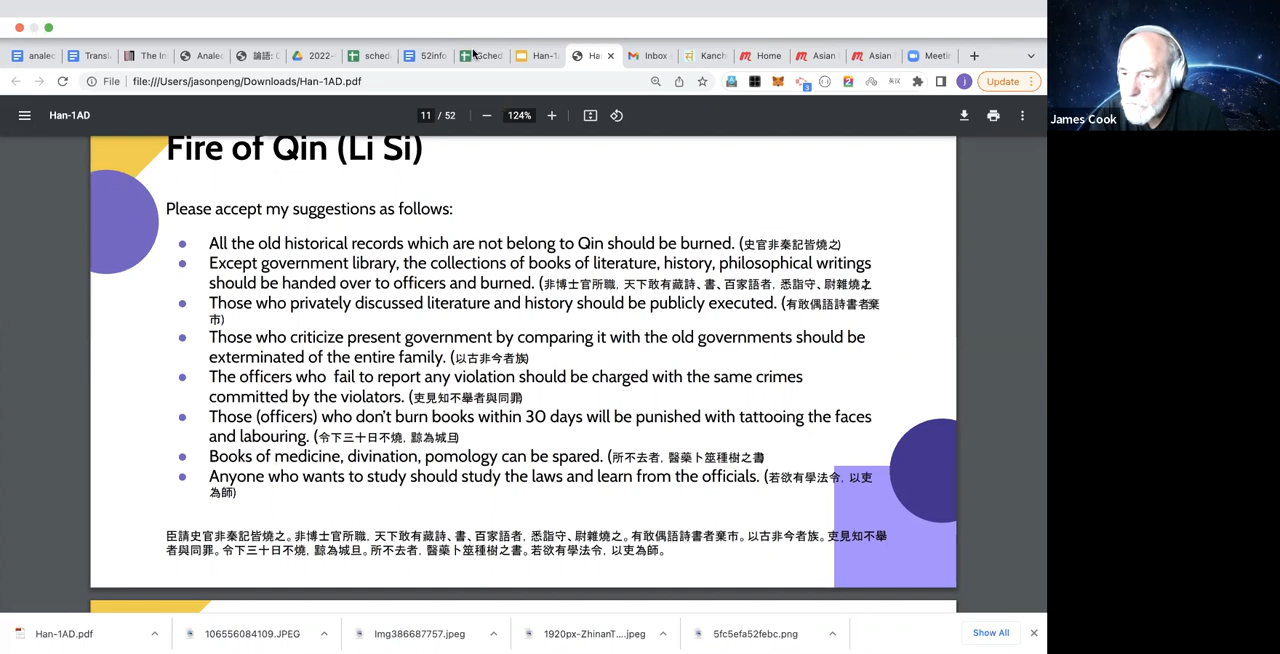 analec
Transl
The In
Analec
論語: C
2022-
sched
52info
Sched
Han-1
Ha
Inbox
Kanch
Home
Asian
Asian
Meetin
File
file:///Users/jasonpeng/Downloads/Han-1AD.pdf
Update
Han-1AD
11 / 52
124%
James Cook
Fire of Qin (Li Si)
Please accept my suggestions as follows:
All the old historical records which are not belong to Qin should be burned. (史官非秦記皆燒之)
Except government library, the collections of books of literature, history, philosophical writings
should be handed over to officers and burned. (非博士官所職, 天下敢有藏詩、書、百家語者, 悉詣守、尉雜燒之
Those who privately discussed literature and history should be publicly executed. (有敢偶語詩書者棄
市)
Those who criticize present government by comparing it with the old governments should be
exterminated of the entire family. (以古非今者族)
The officers who fail to report any violation should be charged with the same crimes
committed by the violators. (吏見知不舉者與同罪)
Those (officers) who don't burn books within 30 days will be punished with tattooing the faces
and labouring. (令下三十日不燒, 黥為城旦)
Books of medicine, divination, pomology can be spared. (所不去者, 醫藥卜筮種樹之書)
Anyone who wants to study should study the laws and learn from the officials. (若欲有學法令, 以吏
為師)
臣請史官非秦記皆燒之。非博士官所職, 天下敢有藏詩、書、百家語者, 悉詣守、尉雜燒之。有敢偶語詩書者棄市。以古非今者族。吏見知不舉
者與同罪。令下三十日不燒, 黥為城旦。所不去者, 醫藥卜筮種樹之書。若欲有學法令, 以吏為師。
Han-1AD.pdf
106556084109.JPEG
Img386687757.jpeg
1920px-ZhinanT....jpeg
5fc5efa52febc.png
Show All